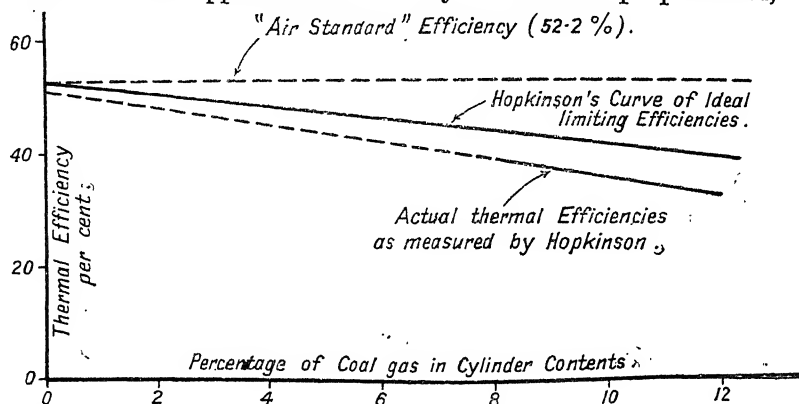 "Air Standard" Efficiency (52·2 %).
60
Hopkinson's Curve of Ideal
limiting Efficiencies.
40
Actual thermal Efficiencies
as measured by Hopkinson
Thermal Efficiency
per cent
20
Percentage of Coal gas in Cylinder Contents
0
0 2 4 6 8 10 12